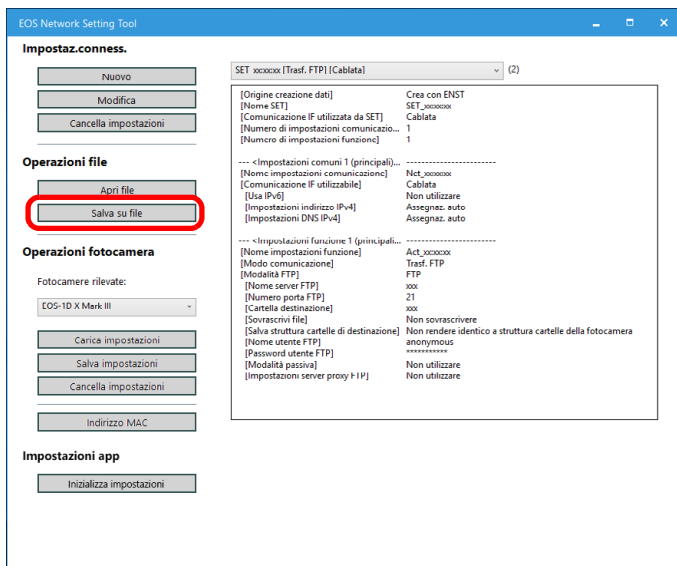 EOS Network Setting Tool
Impostaz.conness.
Nuovo
Modifica
Cancella impostazioni
Operazioni file
Apri file
Salva su file
Operazioni fotocamera
Fotocamere rilevate:
EOS-1D X Mark III
Carica impostazioni
Salva impostazioni
Cancella impostazioni
Indirizzo MAC
Impostazioni app
Inizializza impostazioni
SET_xxxxxx [Trasf. FTP] [Cablata] (2)
[Origine creazione dati] Crea con ENST
[Nome SET] SET_xxxxxx
[Comunicazione IF utilizzata da SET] Cablata
[Numero di impostazioni comunicazio... 1
[Numero di impostazioni funzione] 1
--- <Impostazioni comuni 1 (principali)... -----------------------
[Nome impostazioni comunicazione] Nct_xxxxxx
[Comunicazione IF utilizzabile] Cablata
[Usa IPv6] Non utilizzare
[Impostazioni indirizzo IPv4] Assegnaz. auto
[Impostazioni DNS IPv4] Assegnaz. auto
--- <Impostazioni funzione 1 (principali... -----------------------
[Nome impostazioni funzione] Act_xxxxxx
[Modo comunicazione] Trasf. FTP
[Modalità FTP] FTP
[Nome server FTP] xxx
[Numero porta FTP] 21
[Cartella destinazione] xxx
[Sovrascrivi file] Non sovrascrivere
[Salva struttura cartelle di destinazione] Non rendere identico a struttura cartelle della fotocamera
[Nome utente FTP] anonymous
[Password utente FTP] ***********
[Modalità passiva] Non utilizzare
[Impostazioni server proxy FTP] Non utilizzare